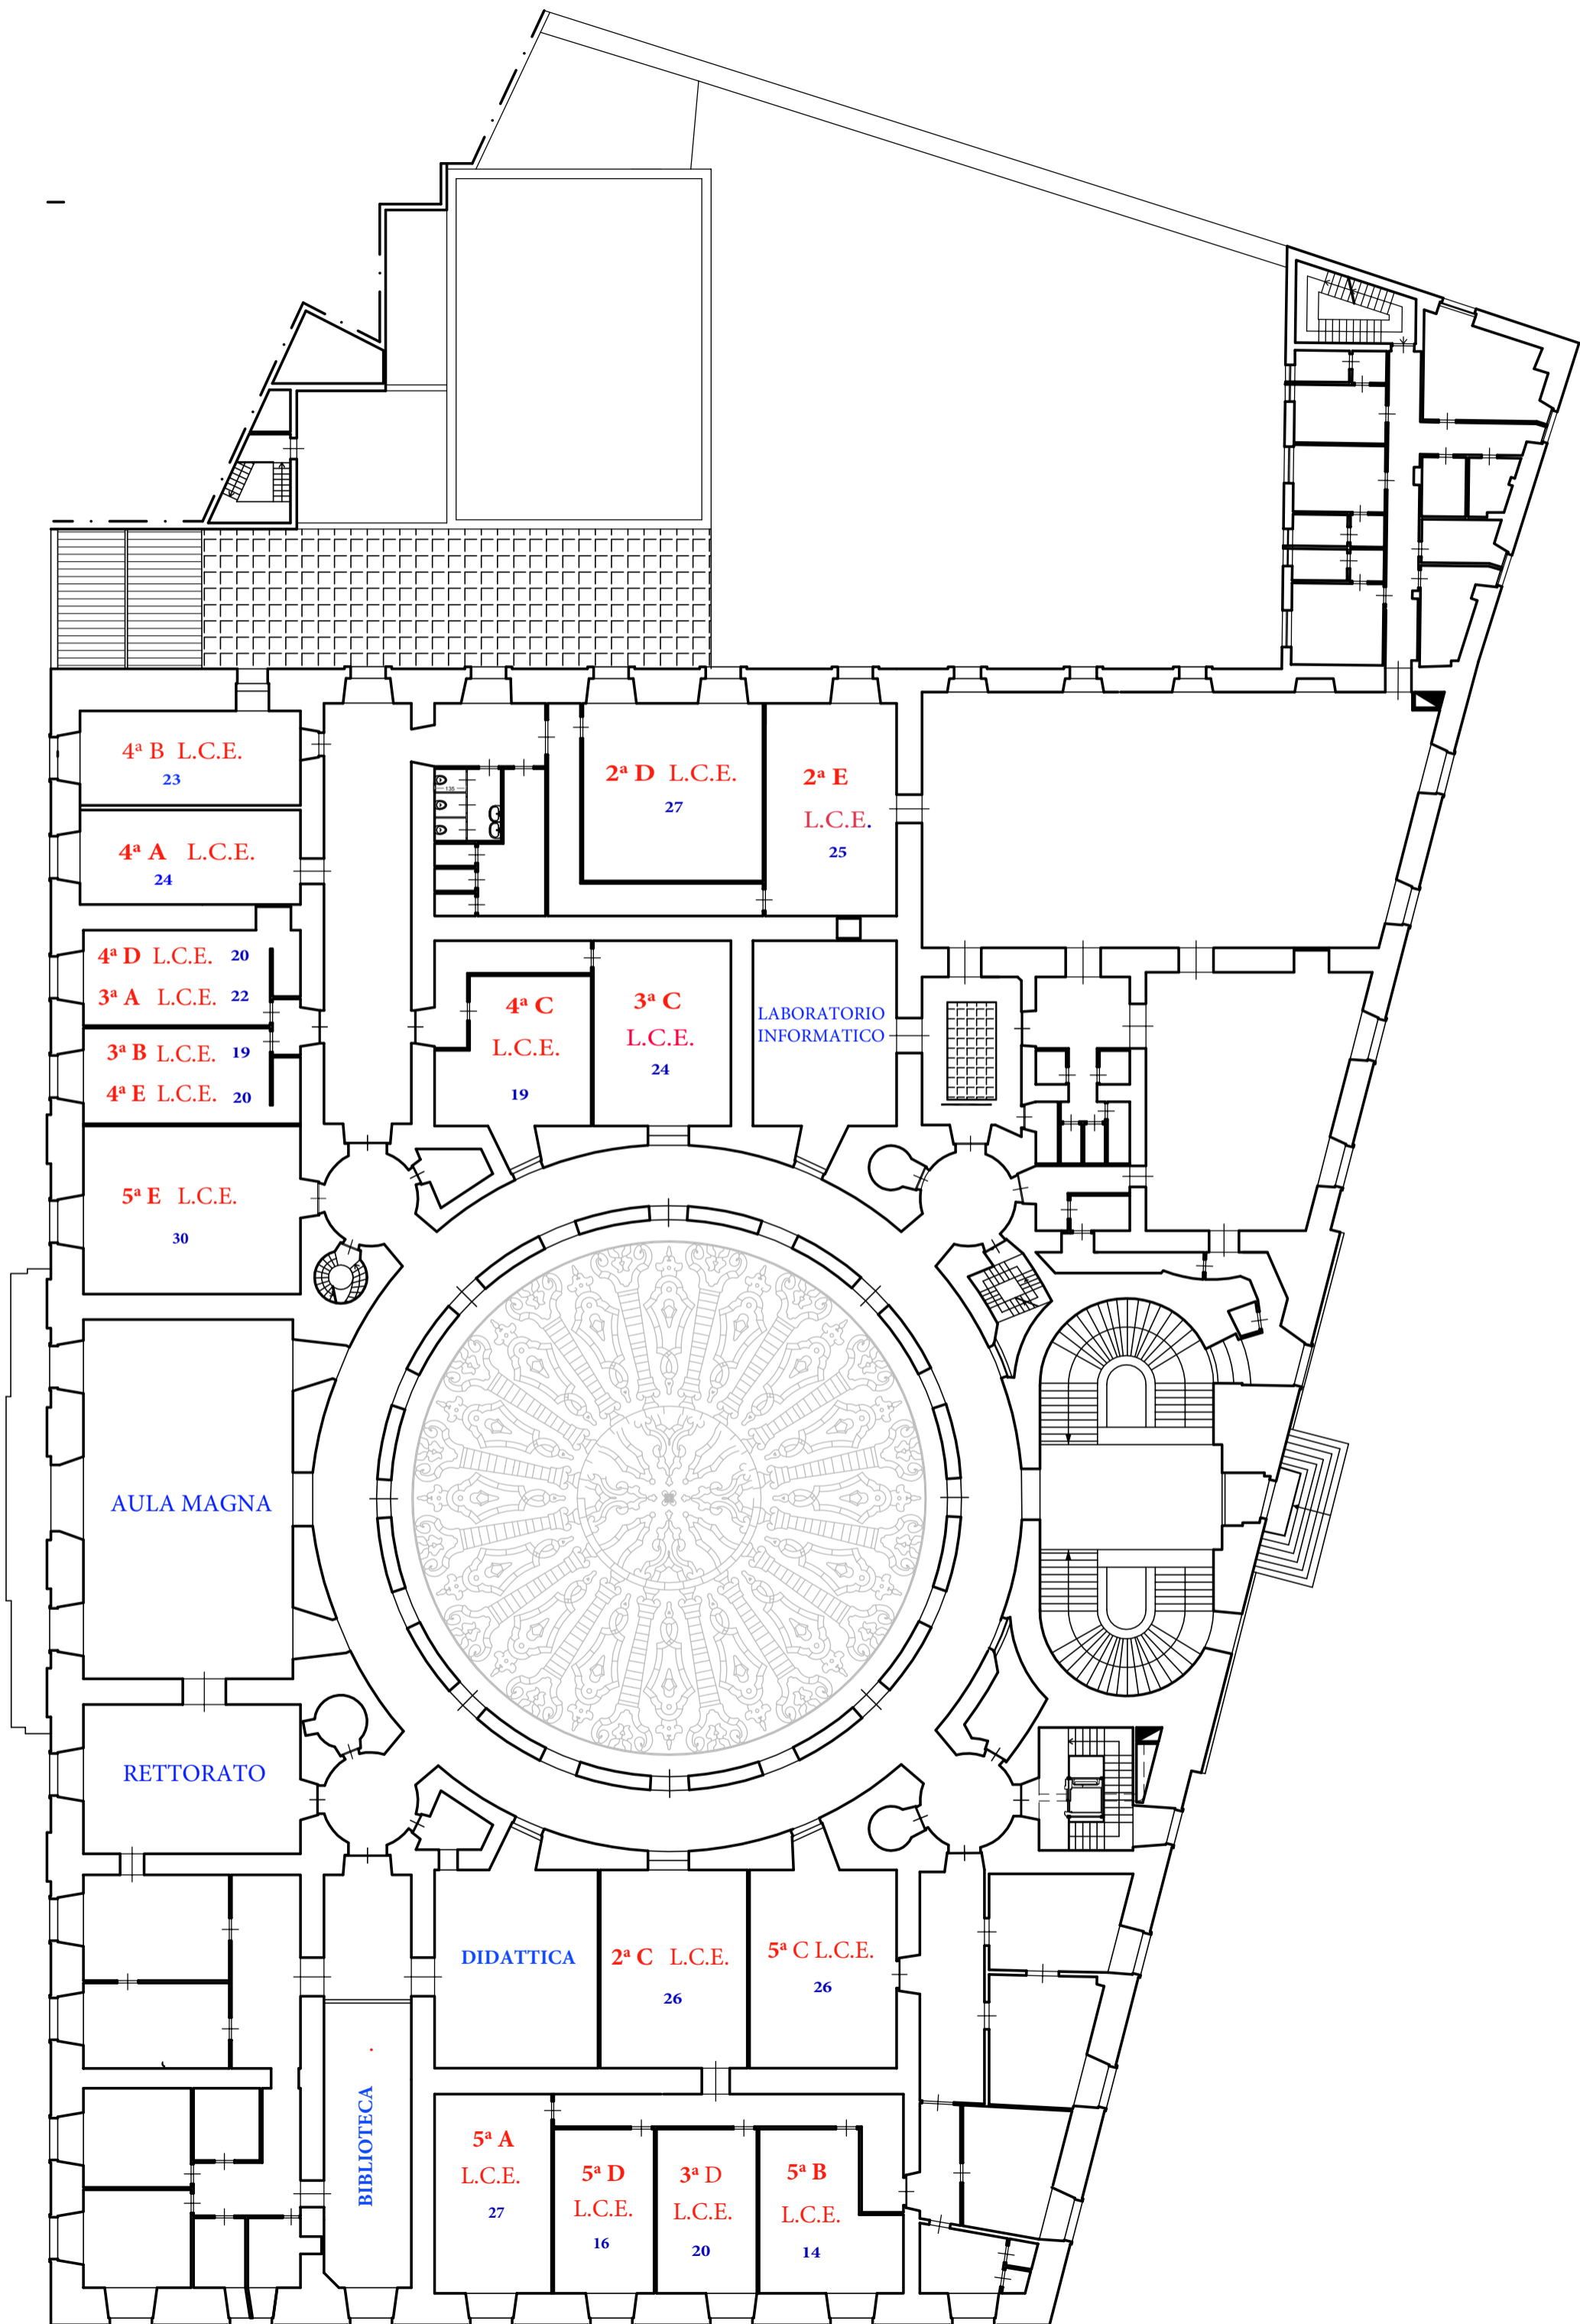 4ª B L.C.E.
23
4ª A L.C.E.
24
4ª D L.C.E. 20
3ª A L.C.E. 22
3ª B L.C.E. 19
4ª E L.C.E. 20
5ª E L.C.E.
30
135
2ª D L.C.E.
27
2ª E
L.C.E.
25
4ª C
L.C.E.
19
3ª C
L.C.E.
24
LABORATORIO
INFORMATICO
AULA MAGNA
RETTORATO
DIDATTICA
2ª C L.C.E.
26
5ª C L.C.E.
26
BIBLIOTECA
5ª A
L.C.E.
27
5ª D
L.C.E.
16
3ª D
L.C.E.
20
5ª B
L.C.E.
14